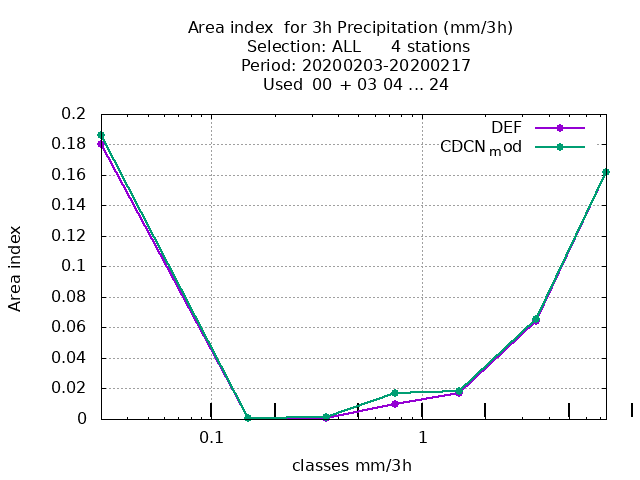 Area index  for 3h Precipitation (mm/3h)
Selection: ALL      4 stations
Period: 20200203-20200217
Used  00 + 03 04 ... 24
DEF
CDCN_mod
Area index
0.2
0.18
0.16
0.14
0.12
0.1
0.08
0.06
0.04
0.02
0
0.1
1
classes mm/3h